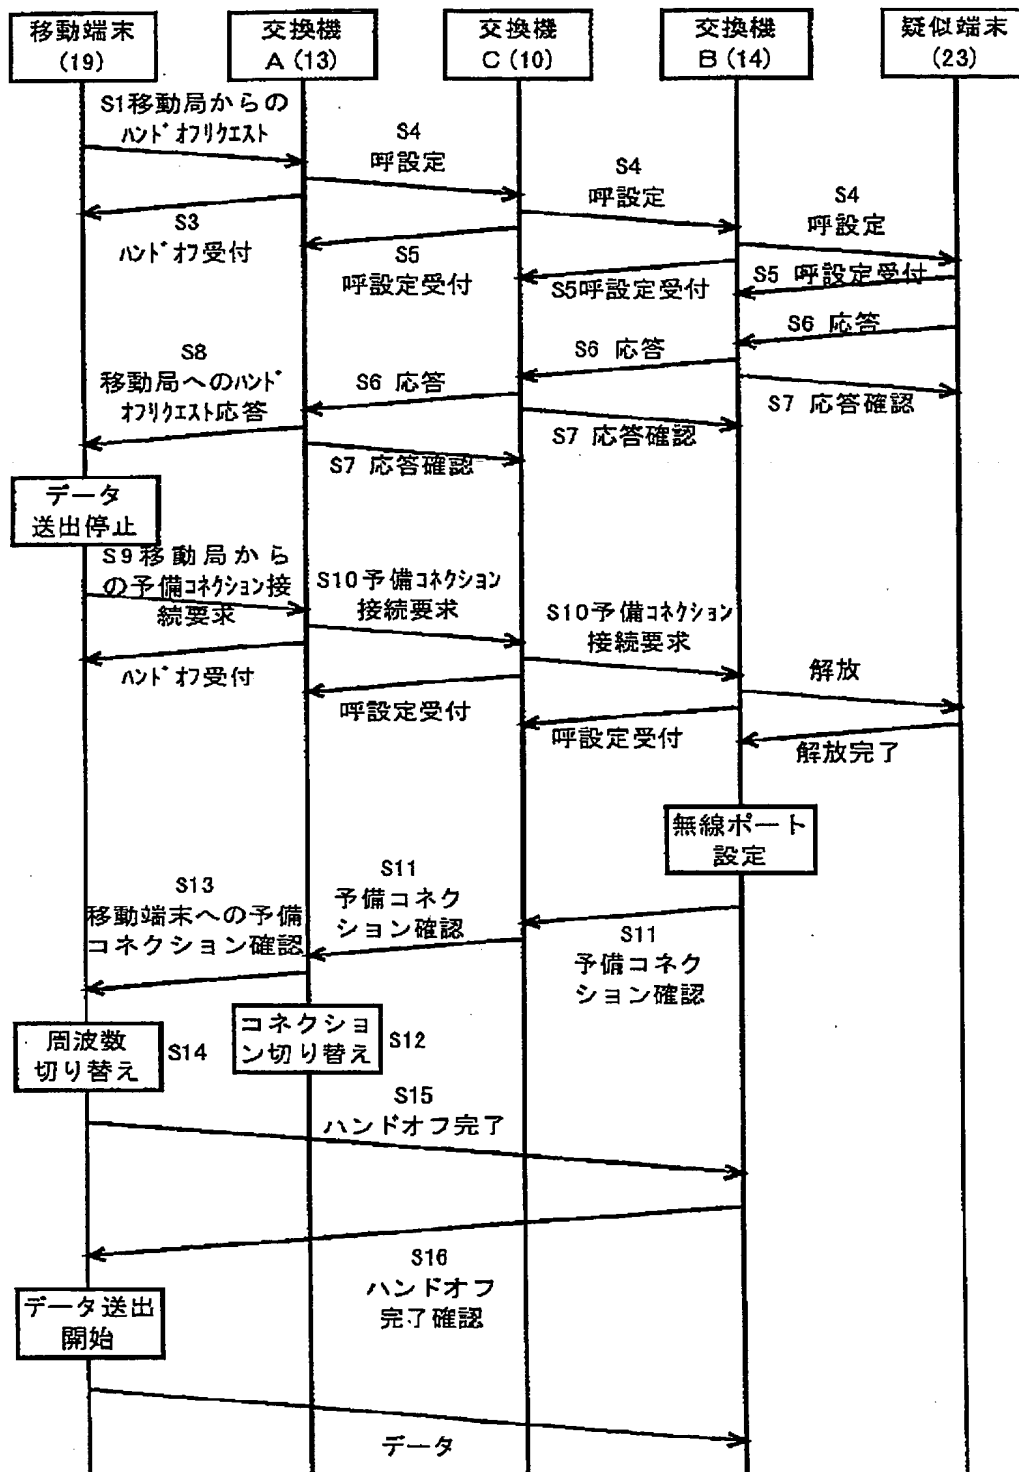 移動端末
(19)
交換機
A(13)
交換機
C(10)
交換機
B(14)
疑似端末
(23)
S1移動局からの
ハンドオフリクエスト
S4
呼設定
S4
呼設定
S4
呼設定
S3
ハンドオフ受付
S5
呼設定受付
S5呼設定受付
S5 呼設定受付
S6 応答
S6 応答
S6 応答
S8
移動局へのハンド
オフリクエスト応答
S7 応答確認
S7 応答確認
S7 応答確認
データ
送出停止
S9移動局から
の予備コネクション接
続要求
S10予備コネクション
接続要求
S10予備コネクション
接続要求
ハンドオフ受付
呼設定受付
呼設定受付
解放
解放完了
無線ポート
設定
S11
予備コネク
ション確認
S11
予備コネク
ション確認
S13
移動端末への予備
コネクション確認
コネクショ
ン切り替え
S12
周波数
切り替え
S14
S15
ハンドオフ完了
S16
ハンドオフ
完了確認
データ送出
開始
データ